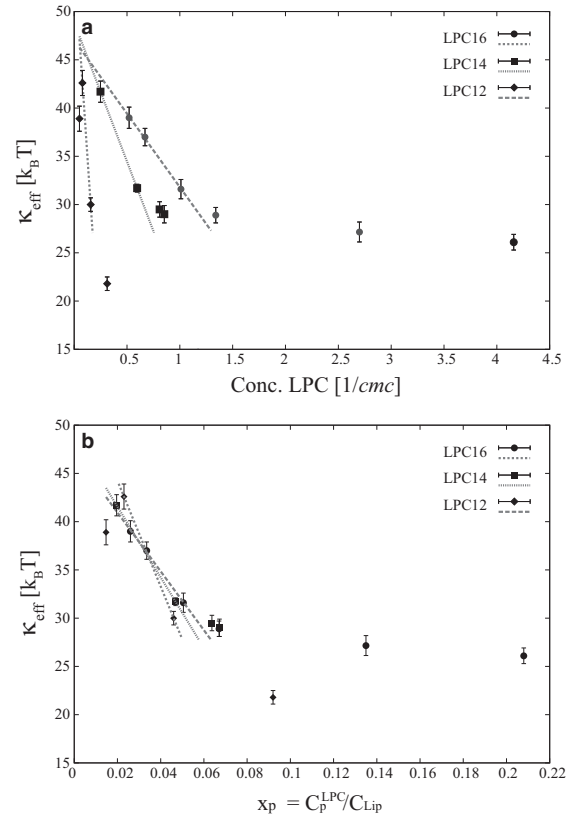 50
a
LPC16
45
LPC14
40
LPC12
35
κeff [kBT]
30
25
20
15
0 0.5 1 1.5 2 2.5 3 3.5 4 4.5
Conc. LPC [1/cmc]
50
b
LPC16
45
LPC14
40
LPC12
35
κeff [kBT]
30
25
20
15
0 0.02 0.04 0.06 0.08 0.1 0.12 0.14 0.16 0.18 0.2 0.22
xp = CpLPC/CLip